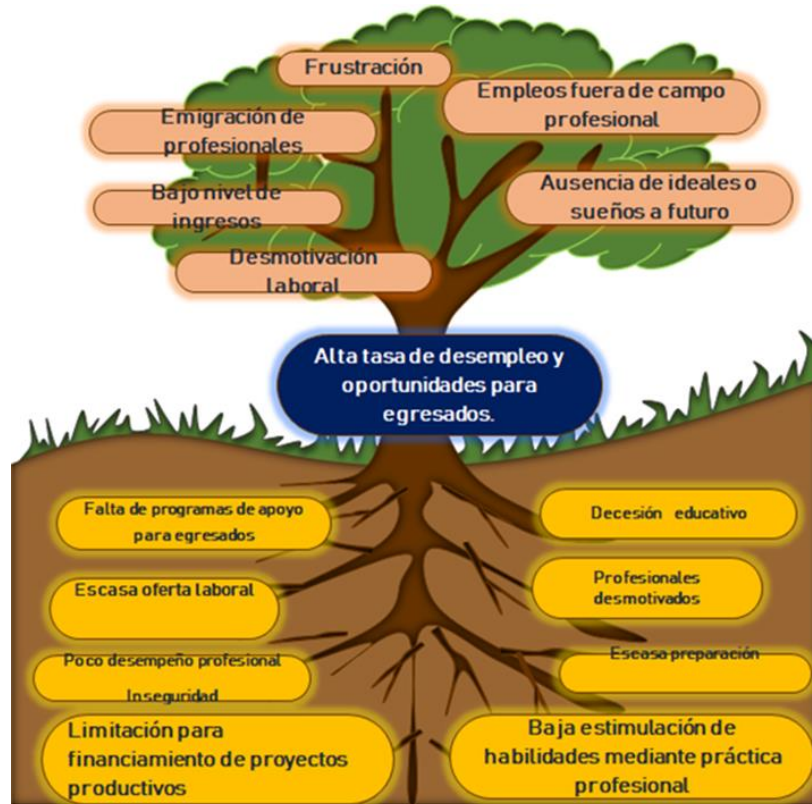 Frustración
Empleos fuera de campo
profesional
Emigración de
profesionales
Bajo nivel de
ingresos
Ausencia de ideales o
sueños a futuro
Desmotivación
laboral
Alta tasa de desempleo y
oportunidades para
egresados.
Falta de programas de apoyo
para egresados
Decesión educativo
Escasa oferta laboral
Profesionales
desmotivados
Poco desempeño profesional
Inseguridad
Escasa preparación
Limitación para
financiamiento de proyectos
productivos
Baja estimulación de
habilidades mediante práctica
profesional